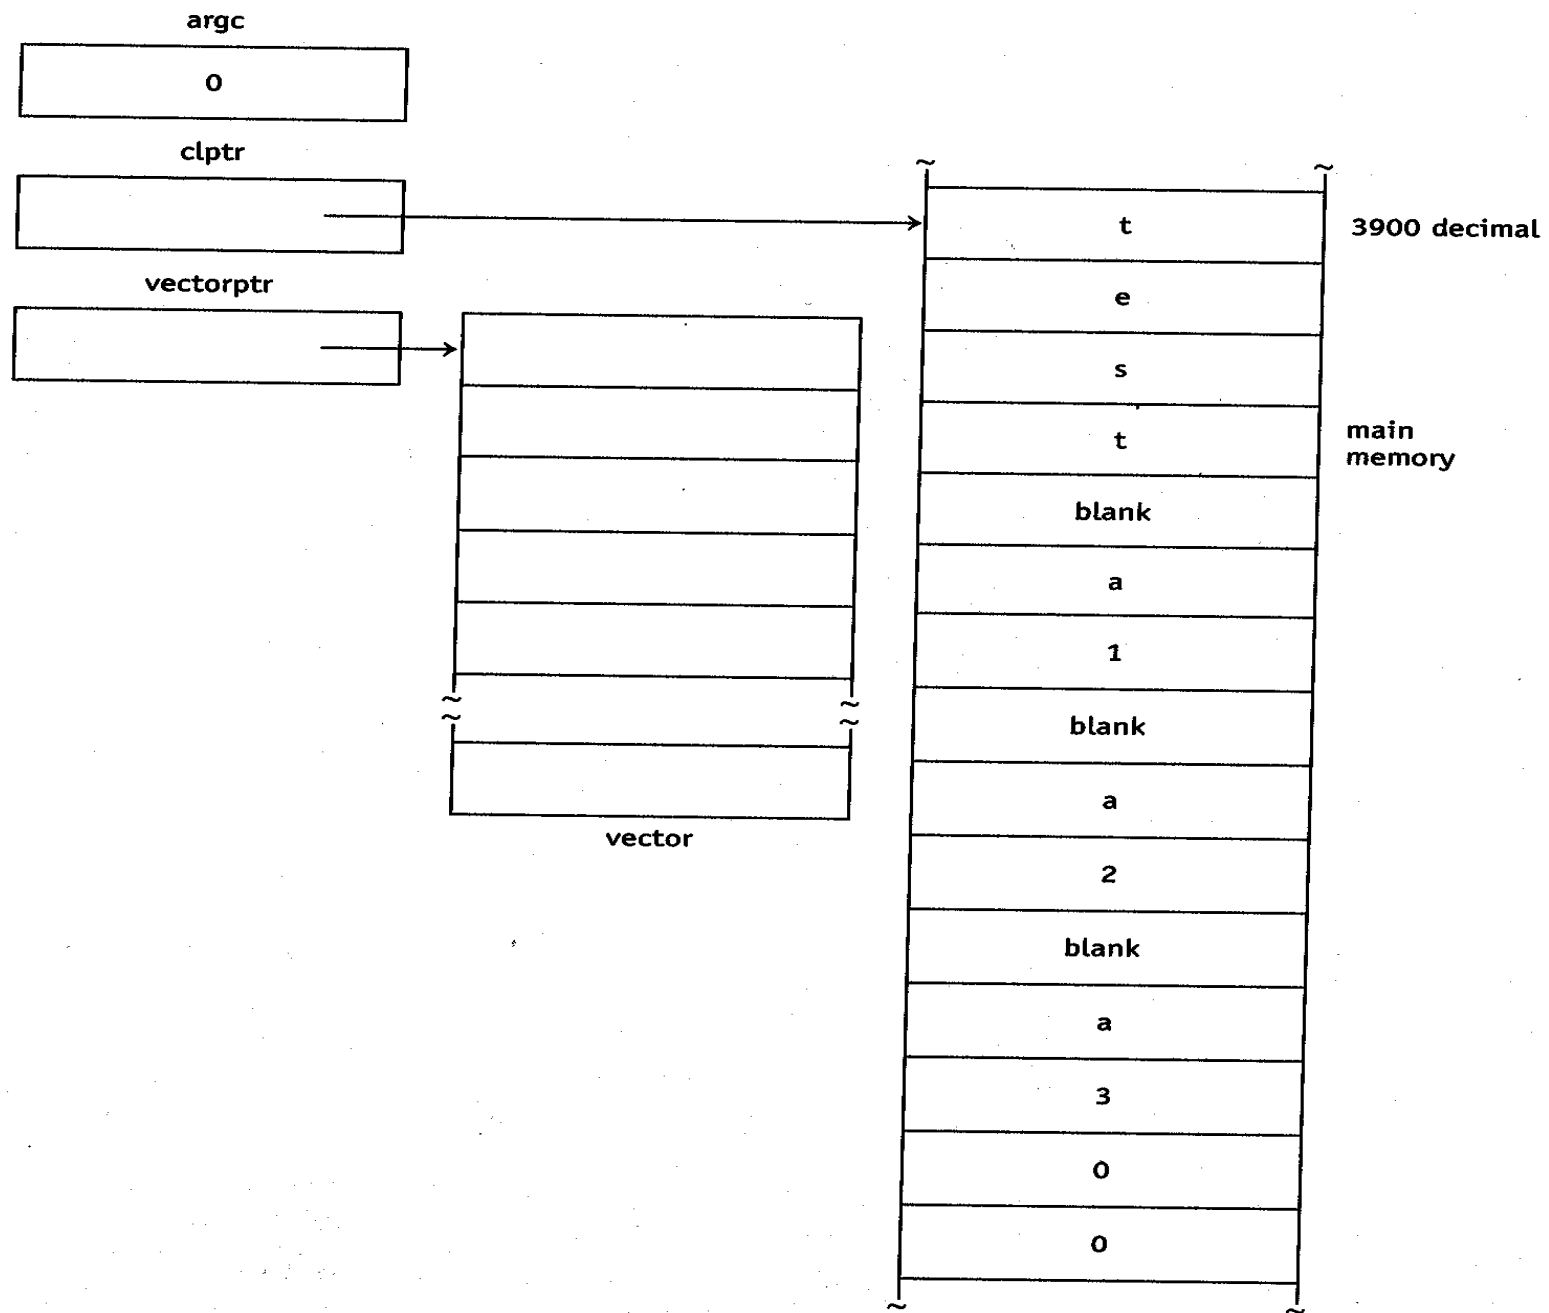 argc
0
clptr
t
3900 decimal
vectorptr
e
s
t
main
memory
blank
a
1
blank
a
vector
2
blank
a
3
0
0